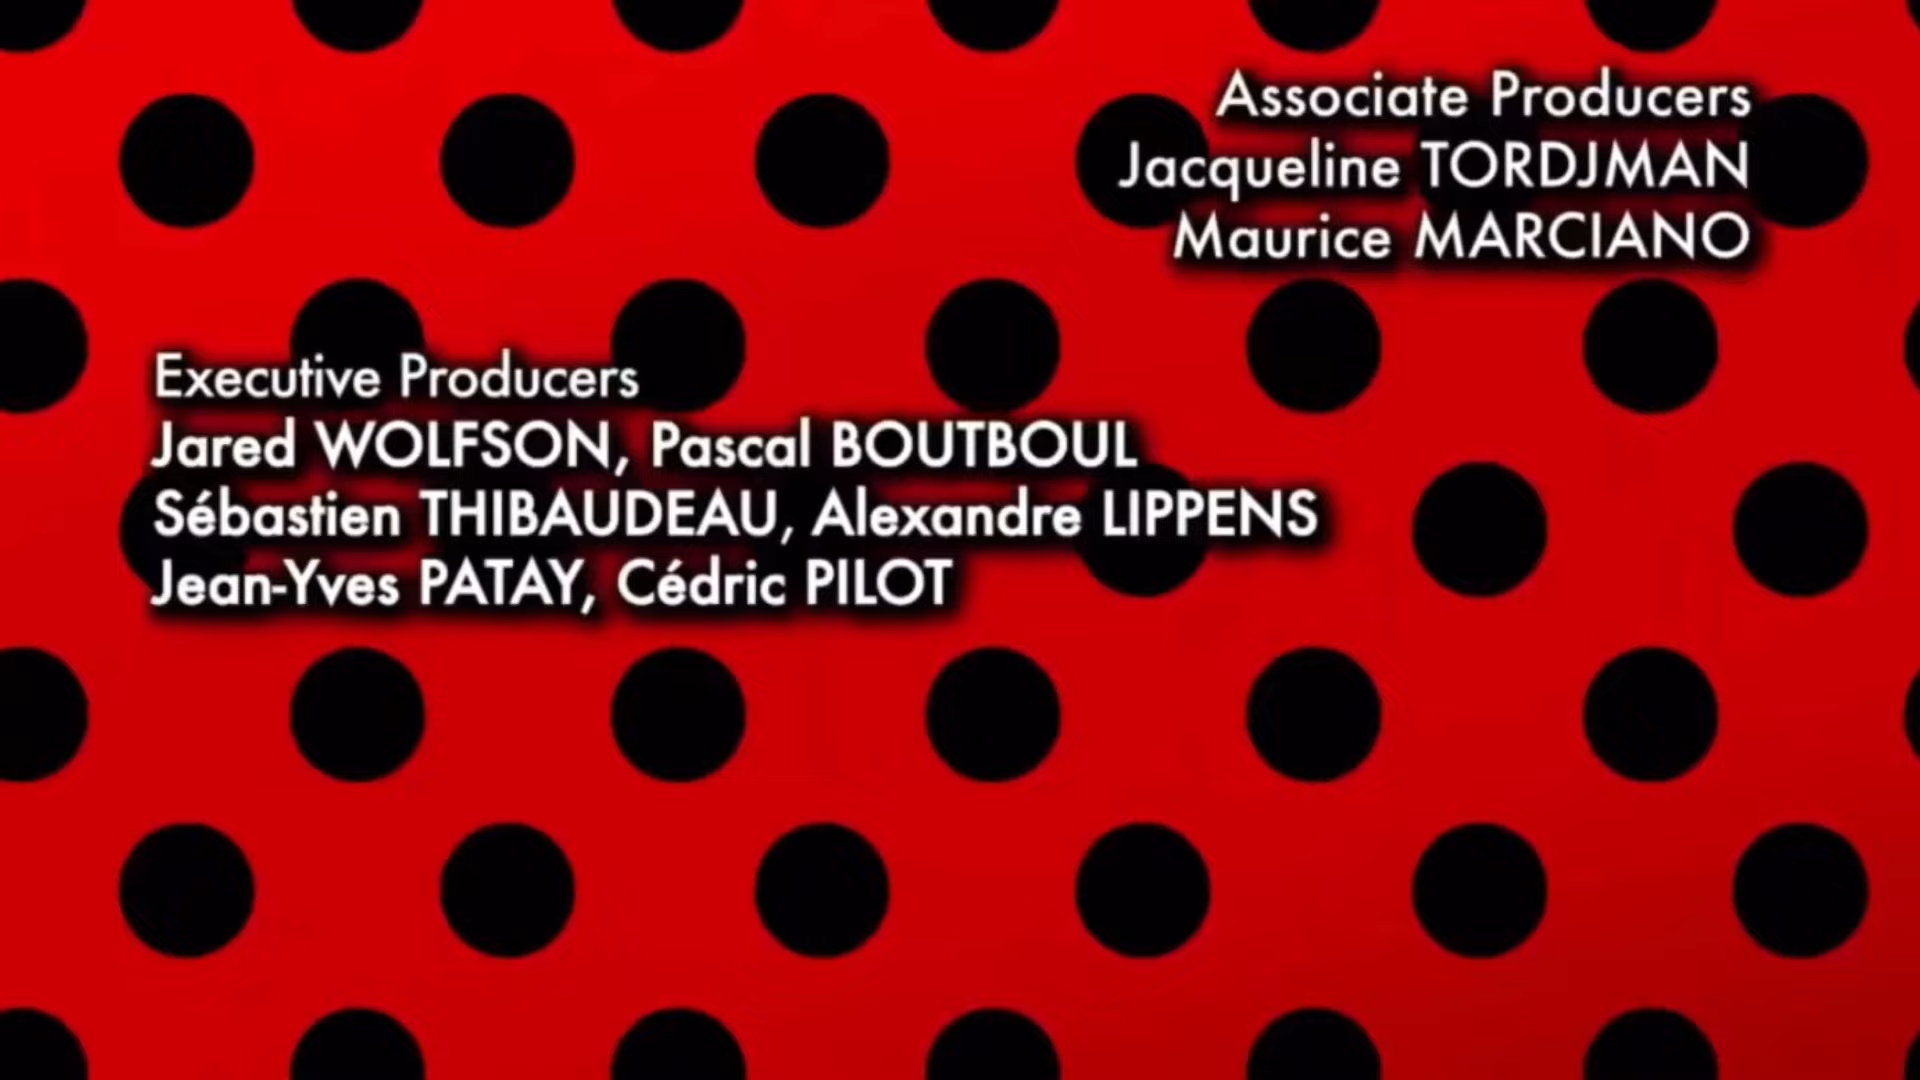 Associate Producers
Jacqueline TORDJMAN
Maurice MARCIANO
Executive Producers
Jared WOLFSON, Pascal BOUTBOUL
Sébastien THIBAUDEAU, Alexandre LIPPENS
Jean-Yves PATAY, Cédric PILOT